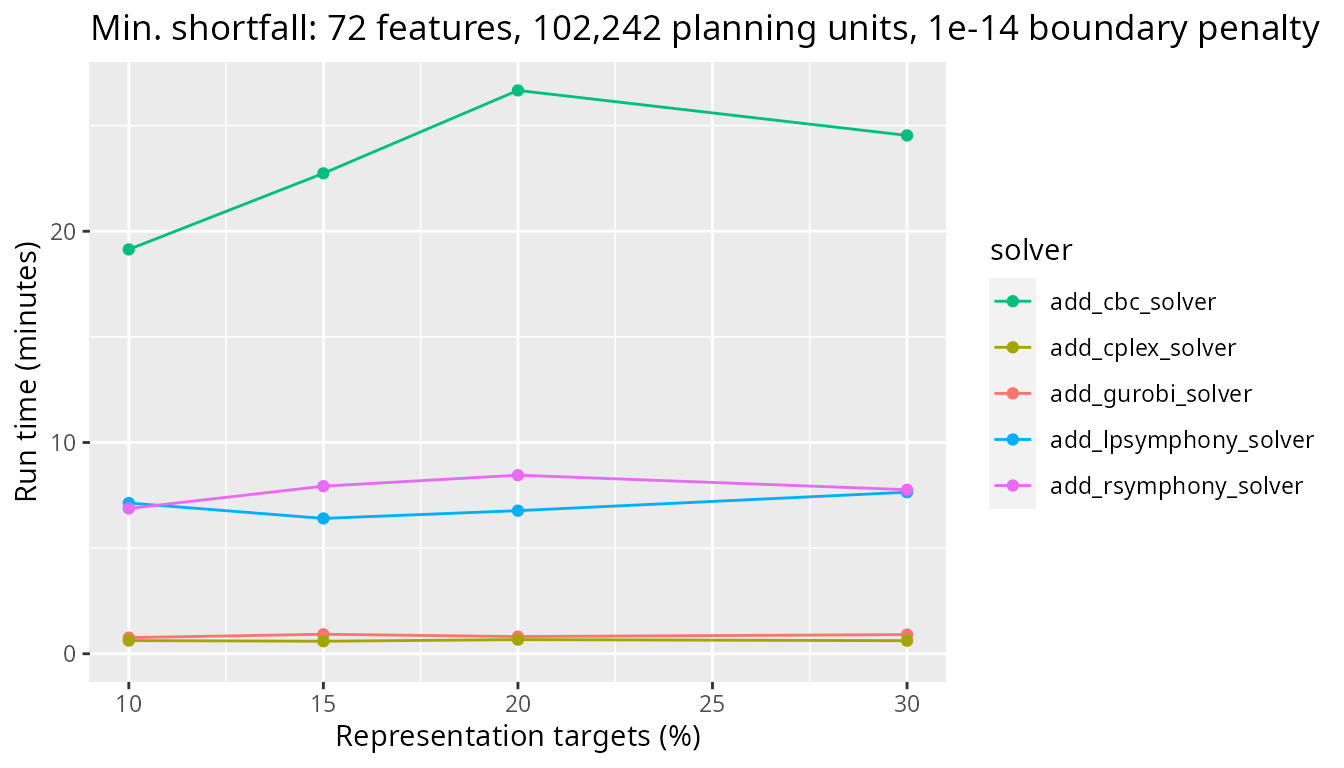 Min. shortfall: 72 features, 102,242 planning units, 1e-14 boundary penalty
Run time (minutes)
20
10
0
10 15 20 25 30
Representation targets (%)
solver
add_cbc_solver
add_cplex_solver
add_gurobi_solver
add_lpsymphony_solver
add_rsymphony_solver